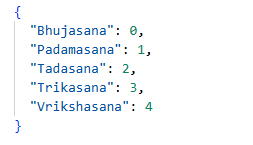 {
"Bhujasana": 0,
"Padamasana": 1,
"Tadasana": 2,
"Trikasana": 3,
"Vrikshasana": 4
}